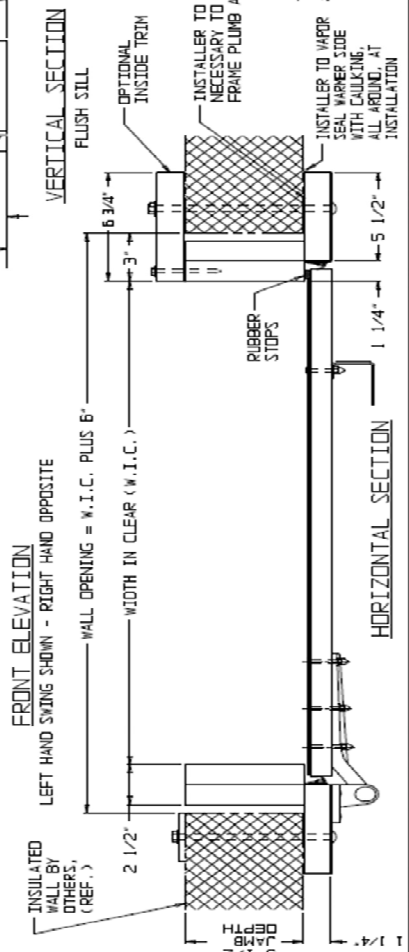 VERTICAL SECTION
FLUSH SILL
FRONT ELEVATION
LEFT HAND SWING SHOWN - RIGHT HAND OPPOSITE
INSULATED
WALL BY
OTHERS,
(REF.)
WALL OPENING = W.I.C. PLUS 6"
WIDTH IN CLEAR (W.I.C.)
2 1/2"
3"
6 3/4"
OPTIONAL
INSIDE TRIM
INSTALLER TO
NECESSARY TO
FRAME PLUMB
INSTALLER TO VAPOR
SEAL WARMER SIDE
WITH CAULKING,
ALL AROUND, AT
INSTALLATION
RUBBER
STOPS
1 1/4"
5 1/2"
JAMB
DEPTH
1 1/4"
HORIZONTAL SECTION